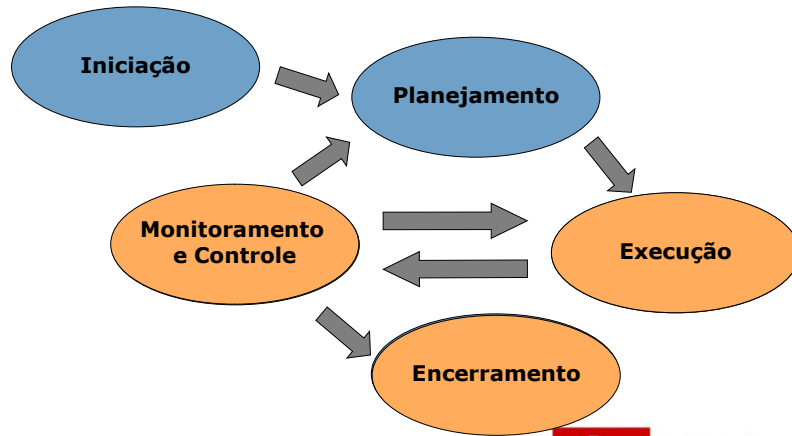 Iniciação
Planejamento
Monitoramento
e Controle
Execução
Encerramento